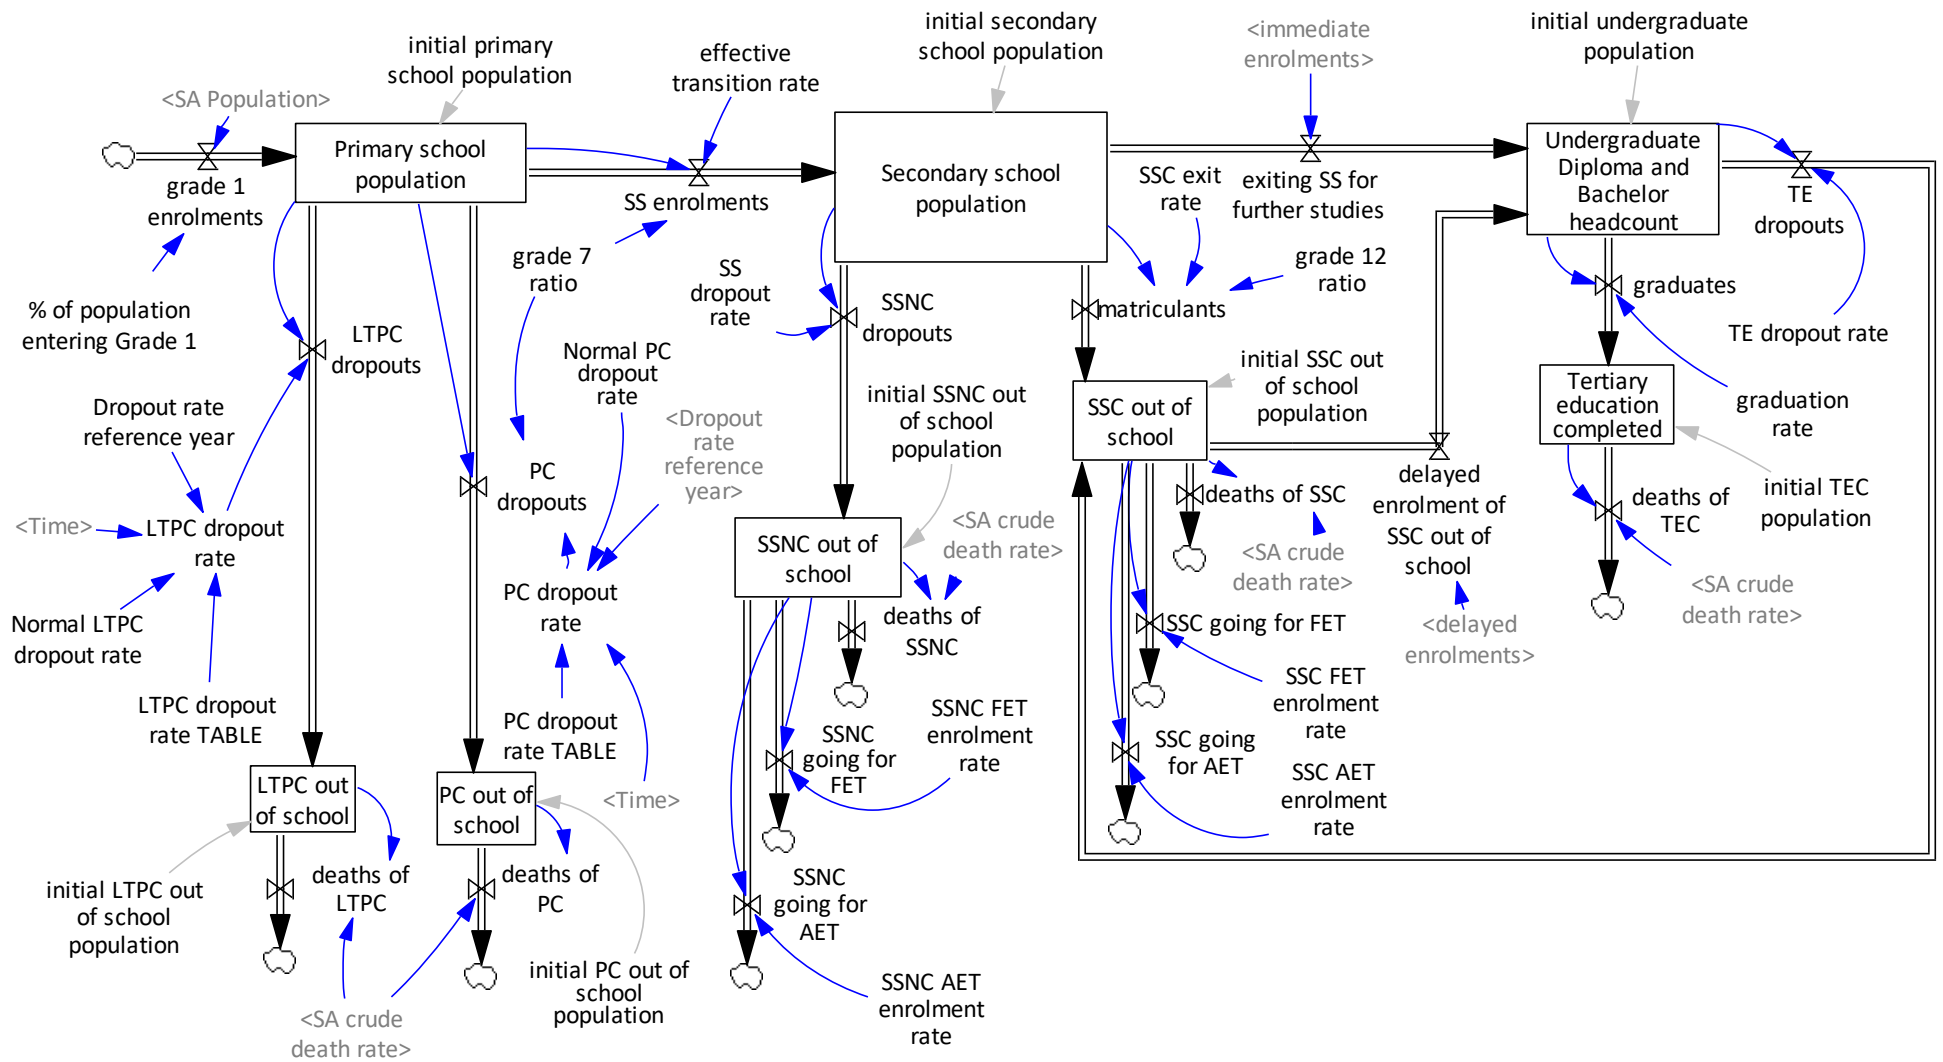 initial primary
school population
effective
transition rate
initial secondary
school population
<immediate
enrolments>
initial undergraduate
population
<SA Population>
Primary school
population
grade 1
enrolments
SS enrolments
Secondary school
population
SSC exit
rate
exiting SS for
further studies
Undergraduate
Diploma and
Bachelor
headcount
TE
dropouts
% of population
entering Grade 1
LTPC
dropouts
grade 7
ratio
SS
dropout
rate
SSNC
dropouts
matriculants
grade 12
ratio
graduates
TE dropout rate
Normal PC
dropout
rate
<Dropout
rate
reference
year>
initial SSNC out
of school
population
SSC out of
school
initial SSC out
of school
population
Tertiary
education
completed
graduation
rate
Dropout rate
reference year
PC
dropouts
<Time>
LTPC dropout
rate
Normal LTPC
dropout rate
LTPC dropout
rate TABLE
PC dropout
rate
PC dropout
rate TABLE
<Time>
SSNC out of
school
<SA crude
death rate>
deaths of
SSNC
deaths of SSC
<SA crude
death rate>
delayed
enrolment of
SSC out of
school
<delayed
enrolments>
deaths of
TEC
initial TEC
population
<SA crude
death rate>
SSC going for FET
SSC FET
enrolment
rate
SSC going
for AET
SSC AET
enrolment
rate
SSNC
going for
FET
SSNC FET
enrolment
rate
LTPC out
of school
PC out of
school
initial LTPC out
of school
population
deaths of
LTPC
deaths of
PC
<SA crude
death rate>
initial PC out of
school
population
SSNC
going for
AET
SSNC AET
enrolment
rate